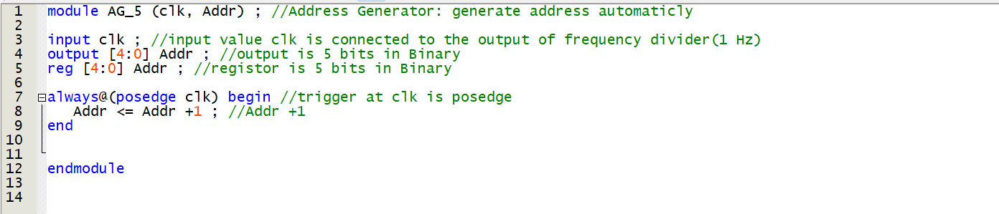 1 module AG_5 (clk, Addr) ; //Address Generator: generate address automaticly
2
3 input clk ; //input value clk is connected to the output of frequency divider(1 Hz)
4 output [4:0] Addr ; //output is 5 bits in Binary
5 reg [4:0] Addr ; //registor is 5 bits in Binary
6
7 always@(posedge clk) begin //trigger at clk is posedge
8 Addr <= Addr +1 ; //Addr +1
9 end
10
11
12 endmodule
13
14